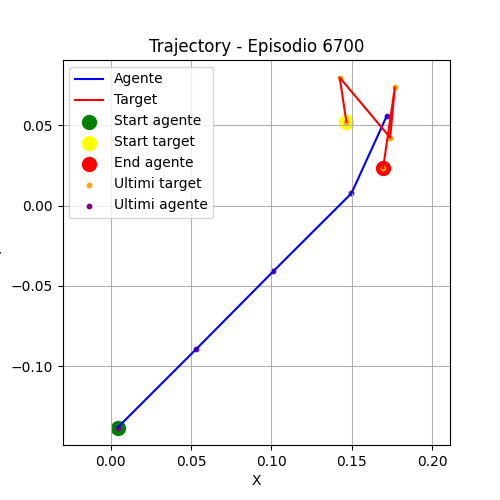 Trajectory - Episodio 6700
Agente
Target
Start agente
Start target
End agente
Ultimi target
Ultimi agente
0.05
0.00
−0.05
−0.10
0.00
0.05
0.10
0.15
0.20
X